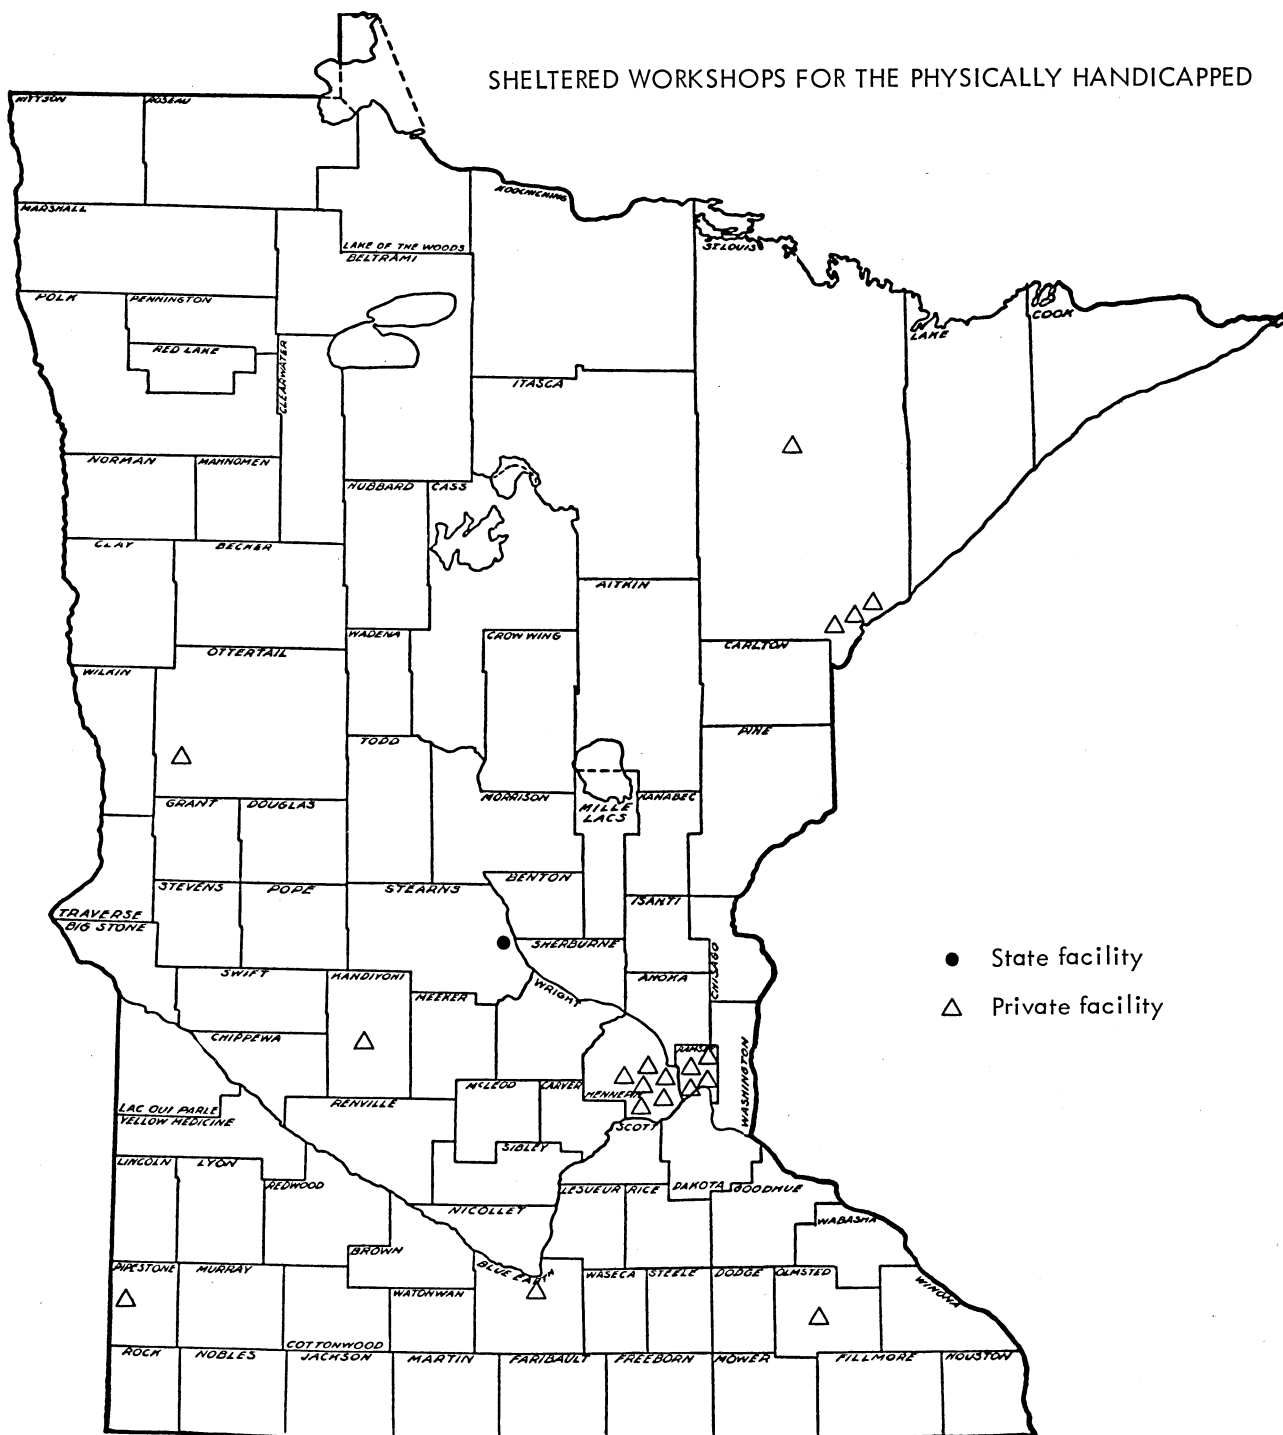 SHELTERED WORKSHOPS FOR THE PHYSICALLY HANDICAPPED
KITTSON
ROSEAU
KOOCHICHING
MARSHALL
LAKE OF THE WOODS
ST.LOUIS
BELTRAMI
POLK
PENNINGTON
COOK
LAKE
RED LAKE
CLEARWATER
ITASCA
NORMAN
MAHNOMEN
HUBBARD
CASS
CLAY
BECKER
AITKIN
WADENA
CROW WING
CARLTON
OTTERTAIL
WILKIN
TODD
PINE
GRANT
DOUGLAS
MORRISON
MILLE
LACS
KANABEC
STEVENS
POPE
STEARNS
BENTON
ISANTI
TRAVERSE
BIG STONE
SHERBURNE
CHISAGO
State facility
SWIFT
KANDIYOHI
ANOKA
MEEKER
WRIGHT
Private facility
CHIPPEWA
RAMSEY
WASHINGTON
MCLEOD
CARVER
HENNEPIN
RENVILLE
LAC QUI PARLE
YELLOW MEDICINE
SCOTT
SIBLEY
LINCOLN
LYON
REDWOOD
LESUEUR
RICE
DAKOTA
GOODHUE
NICOLLET
WABASHA
BROWN
PIPESTONE
MURRAY
BLUE EARTH
WASECA
STEELE
DODGE
OLMSTED
WINONA
WATONWAN
COTTONWOOD
ROCK
NOBLES
JACKSON
MARTIN
FARIBAULT
FREEBORN
MOWER
FILLMORE
HOUSTON